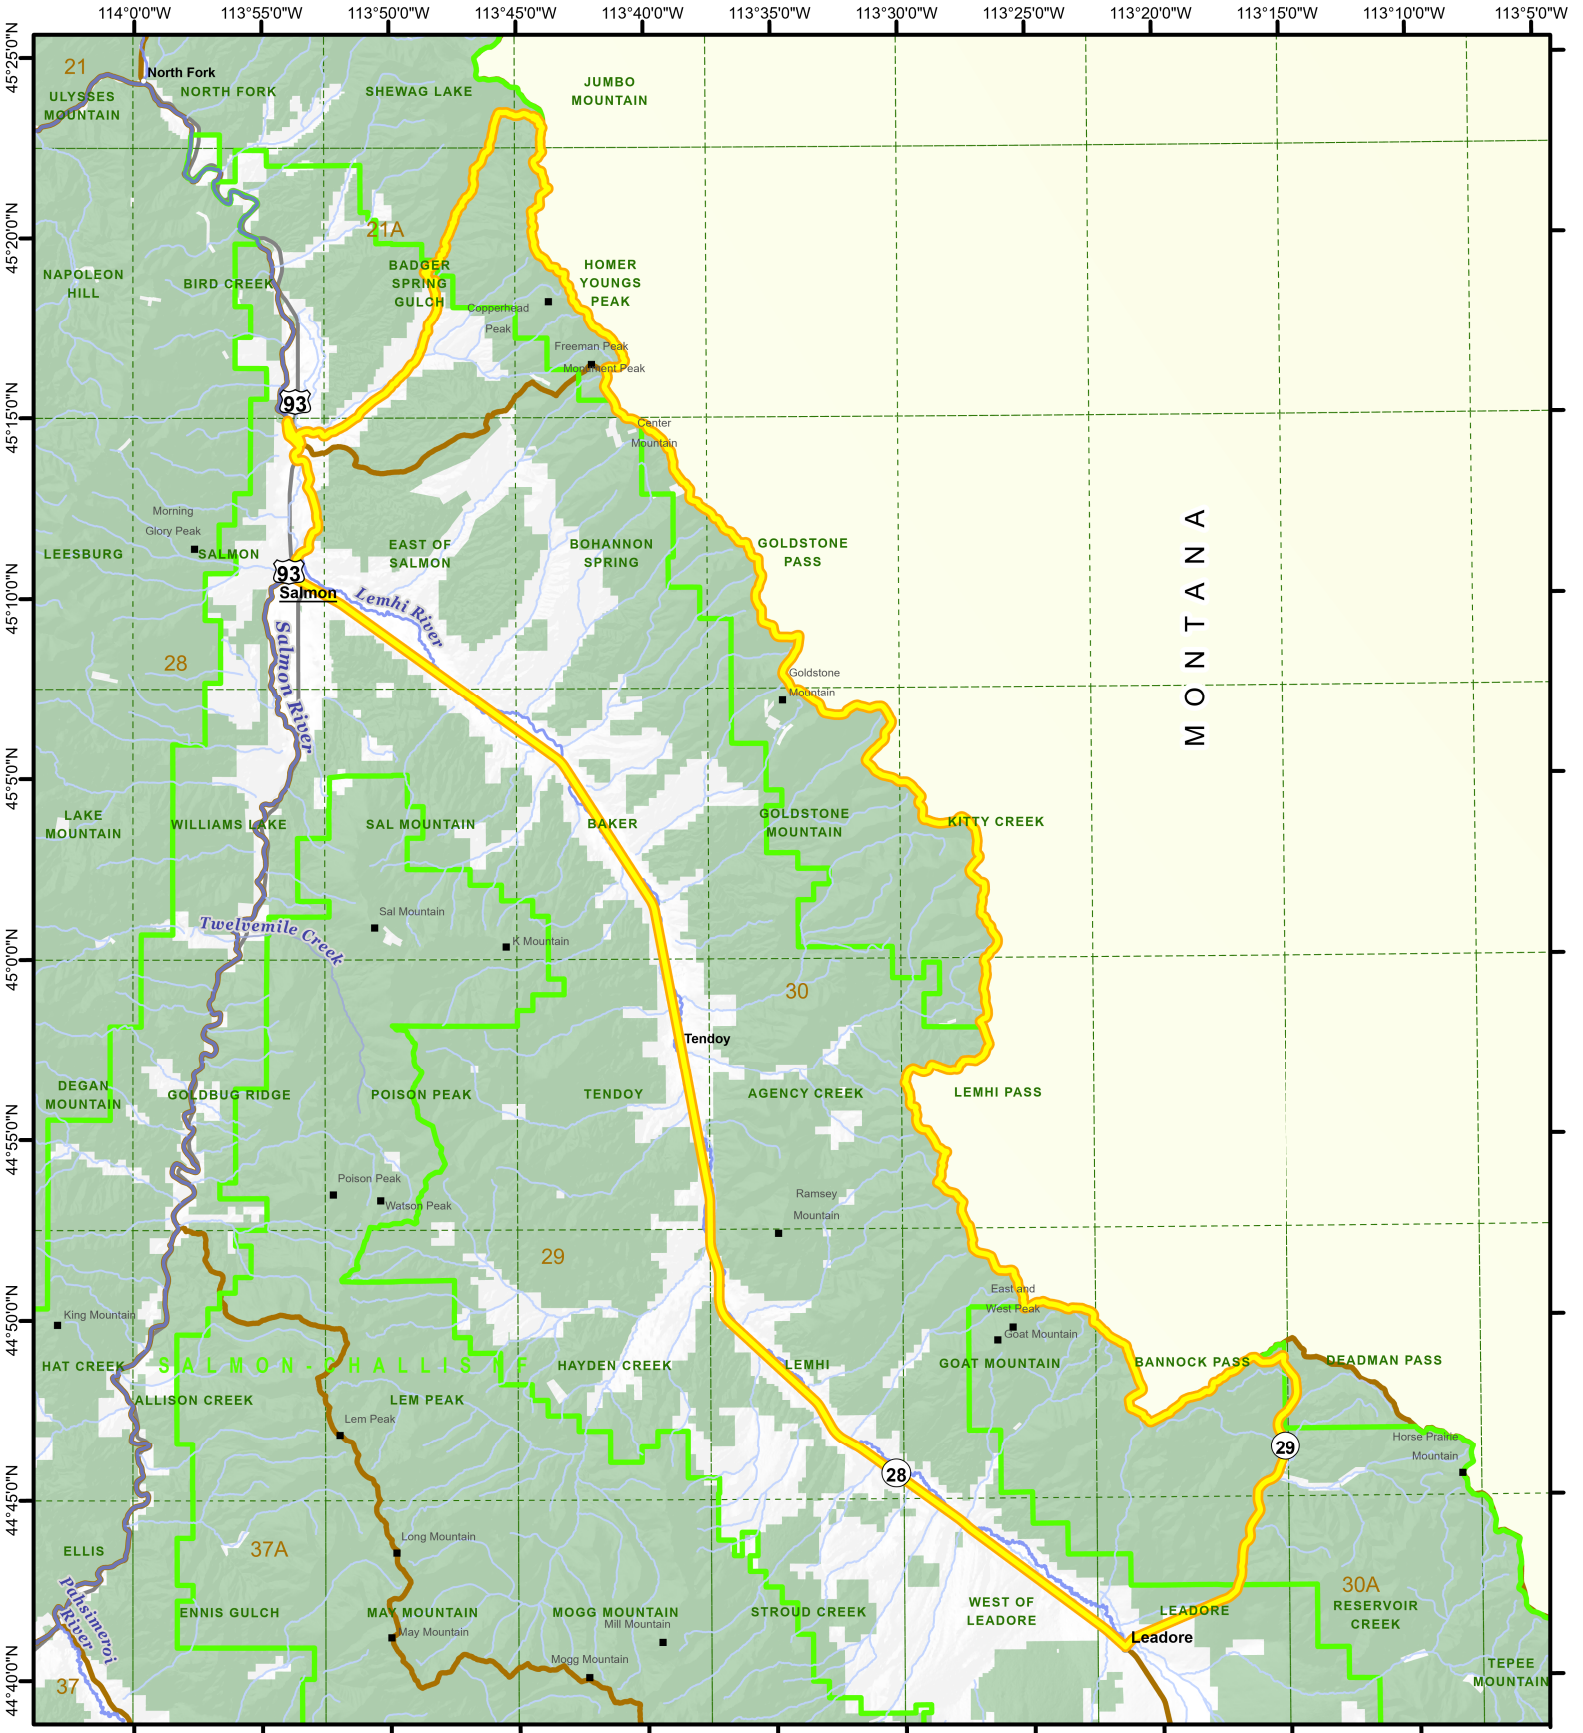 114°0'0"W
113°55'0"W
113°50'0"W
113°45'0"W
113°40'0"W
113°35'0"W
113°30'0"W
113°25'0"W
113°20'0"W
113°15'0"W
113°10'0"W
113°5'0"W
45°25'0"N
45°20'0"N
45°15'0"N
45°10'0"N
45°5'0"N
45°0'0"N
44°55'0"N
44°50'0"N
44°45'0"N
44°40'0"N
21
North Fork
ULYSSES
MOUNTAIN
NORTH FORK
SHEWAG LAKE
JUMBO
MOUNTAIN
21A
NAPOLEON
HILL
BIRD CREEK
BADGER
SPRING
GULCH
HOMER
YOUNGS
PEAK
Copperhead
Peak
Freeman Peak
Monument Peak
93
Center
Mountain
Morning
Glory Peak
LEESBURG
SALMON
EAST OF
SALMON
BOHANNON
SPRING
GOLDSTONE
PASS
MONTANA
93
Salmon
Lemhi River
Salmon River
28
Goldstone
Mountain
LAKE
MOUNTAIN
WILLIAMS LAKE
SAL MOUNTAIN
BAKER
GOLDSTONE
MOUNTAIN
KITTY CREEK
Twelvemile Creek
Sal Mountain
K Mountain
30
Tendoy
DEGAN
MOUNTAIN
GOLDBUG RIDGE
POISON PEAK
TENDOY
AGENCY CREEK
LEMHI PASS
Poison Peak
Watson Peak
Ramsey
Mountain
29
King Mountain
East and
West Peak
Goat Mountain
HAT CREEK
SALMON-CHALLIS NF
HAYDEN CREEK
LEMHI
GOAT MOUNTAIN
BANNOCK PASS
DEADMAN PASS
ALLISON CREEK
LEM PEAK
Lem Peak
Horse Prairie
Mountain
29
28
Long Mountain
37A
ELLIS
30A
Pahsimeroi
River
ENNIS GULCH
MAY MOUNTAIN
May Mountain
MOGG MOUNTAIN
Mill Mountain
STROUD CREEK
WEST OF
LEADORE
LEADORE
RESERVOIR
CREEK
Leadore
Mogg Mountain
37
TEPEE
MOUNTAIN